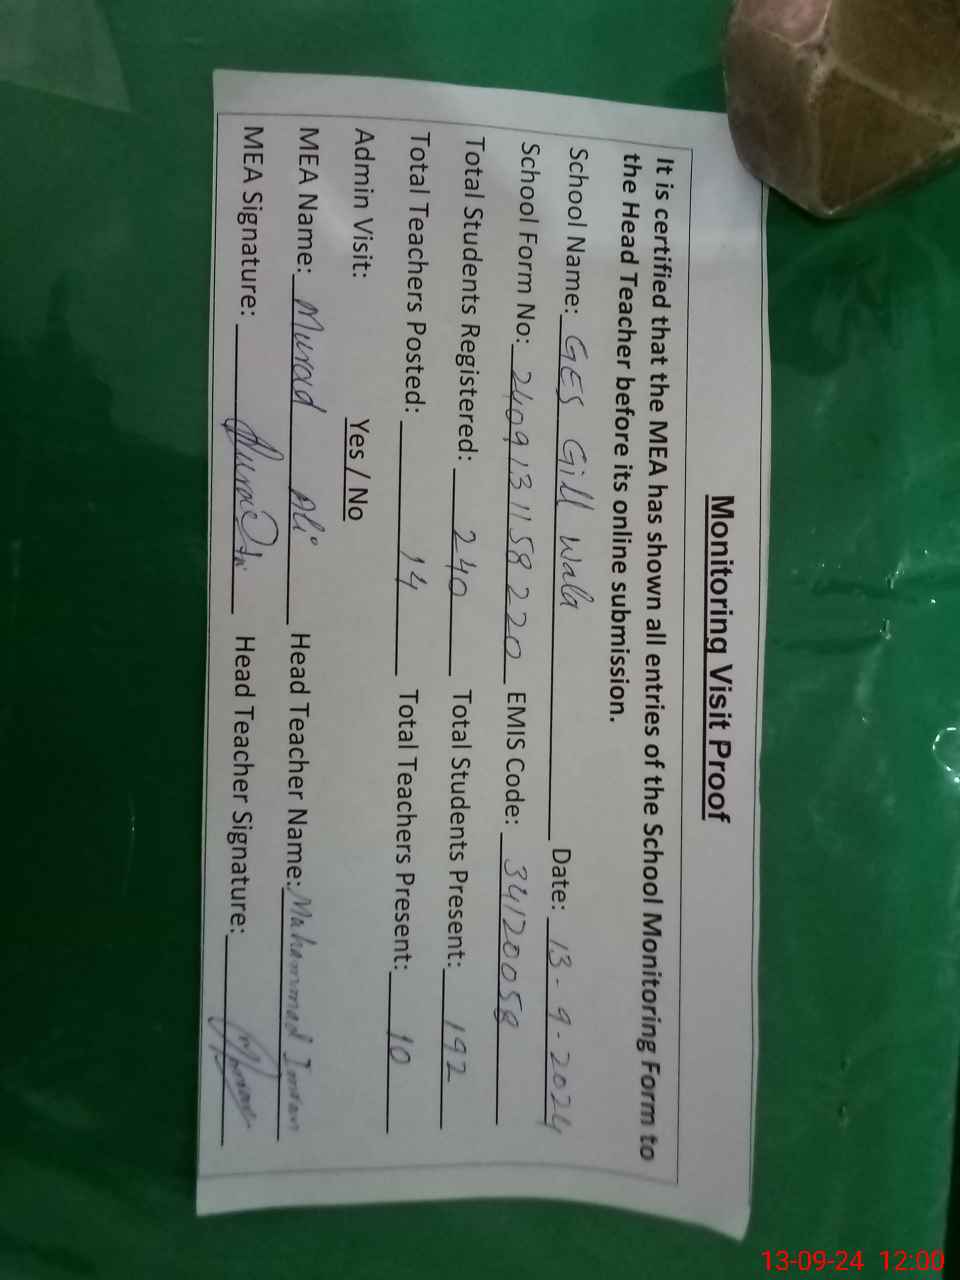 Monitoring Visit Proof
It is certified that the MEA has shown all entries of the School Monitoring Form to
the Head Teacher before its online submission.
School Name: GES Gill Wala Date: 13-9-2024
School Form No: 2409131158220 EMIS Code: 34120058
Total Students Registered: 240 Total Students Present: 192
Total Teachers Posted: 14 Total Teachers Present: 10
Admin Visit: Yes / No
MEA Name: Murad Ali Head Teacher Name: Muhammad Imran
MEA Signature: Head Teacher Signature:
13-09-24 12:00